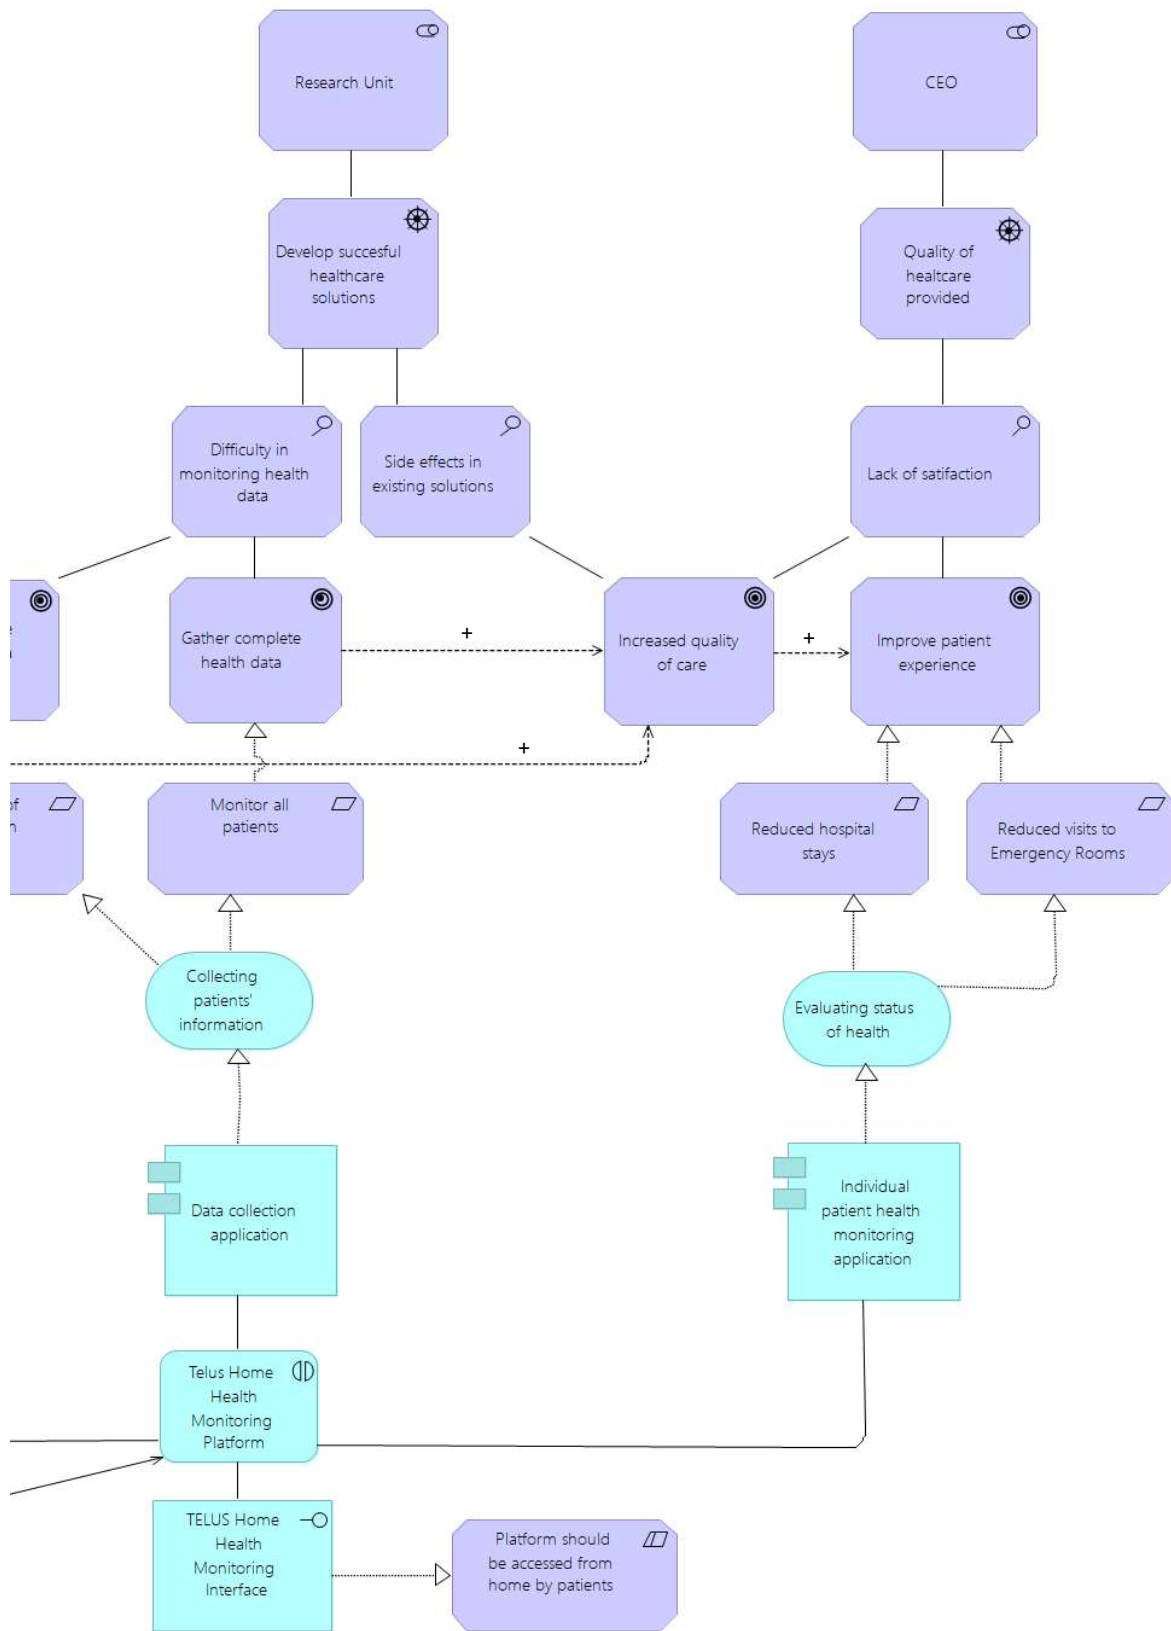 Research Unit
CEO
Develop succesful
healthcare
solutions
Quality of
healtcare
provided
Difficulty in
monitoring health
data
Side effects in
existing solutions
Lack of satifaction
Gather complete
health data
+
Increased quality
of care
+
Improve patient
experience
+
of
Monitor all
patients
Reduced hospital
stays
Reduced visits to
Emergency Rooms
Collecting
patients'
information
Evaluating status
of health
Data collection
application
Individual
patient health
monitoring
application
Telus Home
Health
Monitoring
Platform
TELUS Home
Health
Monitoring
Interface
Platform should
be accessed from
home by patients